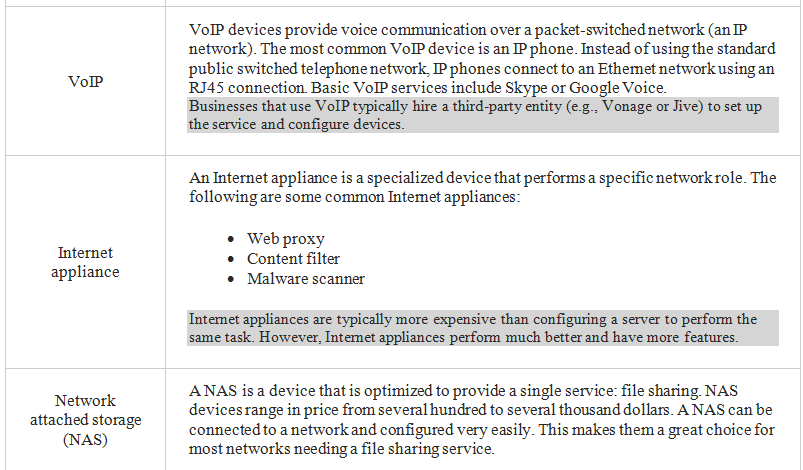 VoIP
VoIP devices provide voice communication over a packet-switched network (an IP
network). The most common VoIP device is an IP phone. Instead of using the standard
public switched telephone network, IP phones connect to an Ethernet network using an
RJ45 connection. Basic VoIP services include Skype or Google Voice.
Businesses that use VoIP typically hire a third-party entity (e.g., Vonage or Jive) to set up
the service and configure devices.
Internet
appliance
An Internet appliance is a specialized device that performs a specific network role. The
following are some common Internet appliances:
• Web proxy
• Content filter
• Malware scanner
Internet appliances are typically more expensive than configuring a server to perform the
same task. However, Internet appliances perform much better and have more features.
Network
attached storage
(NAS)
A NAS is a device that is optimized to provide a single service: file sharing. NAS
devices range in price from several hundred to several thousand dollars. A NAS can be
connected to a network and configured very easily. This makes them a great choice for
most networks needing a file sharing service.